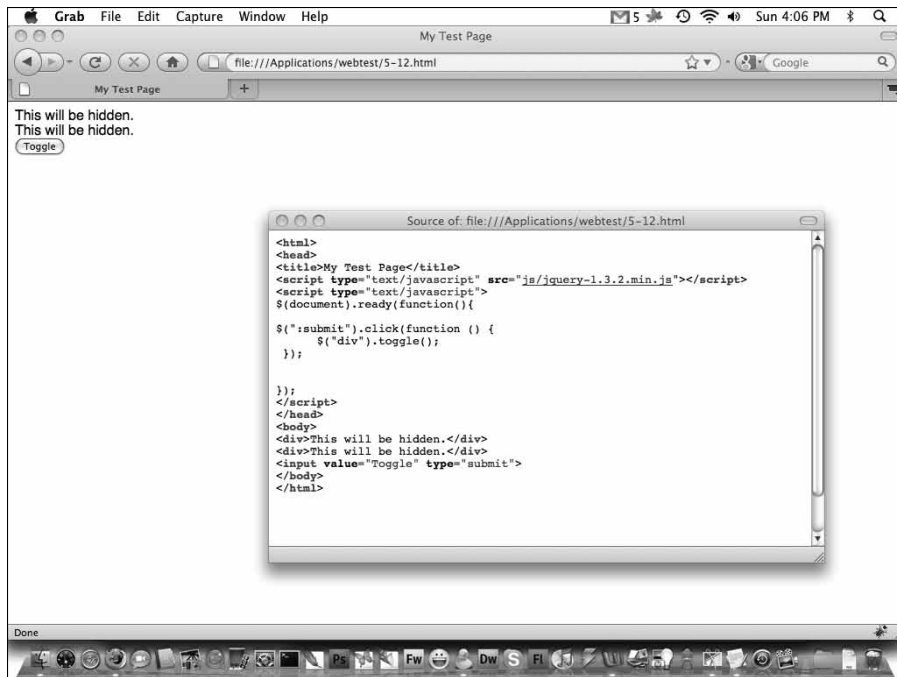 Grab File Edit Capture Window Help 5 Sun 4:06 PM
My Test Page
file:///Applications/webtest/5-12.html Google
My Test Page +
This will be hidden.
This will be hidden.
Toggle
Source of: file:///Applications/webtest/5-12.html
<html>
<head>
<title>My Test Page</title>
<script type="text/javascript" src="js/jquery-1.3.2.min.js"></script>
<script type="text/javascript">
$(document).ready(function(){
$(":submit").click(function () {
$("div").toggle();
});
});
</script>
</head>
<body>
<div>This will be hidden.</div>
<div>This will be hidden.</div>
<input value="Toggle" type="submit">
</body>
</html>
Done
Ps Fw Dw S Fl